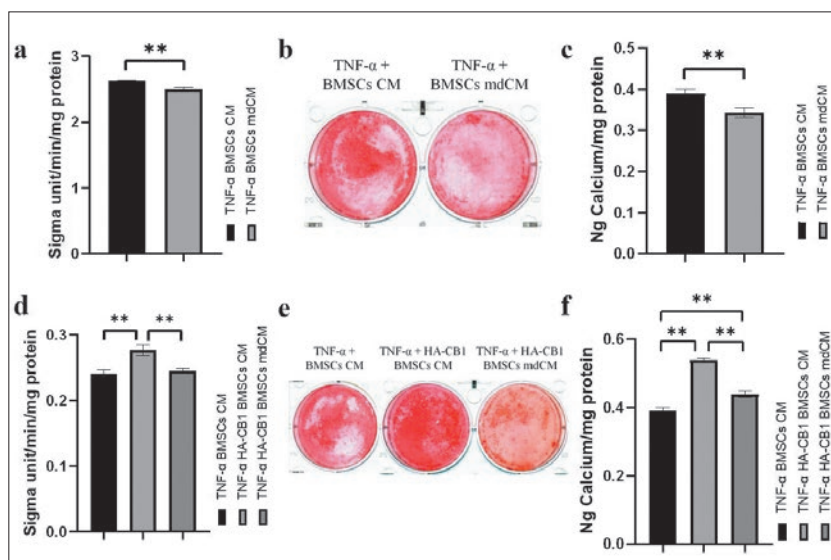 a
**
3
2
1
0
Sigma unit/min/mg protein
TNF-α BMSCs CM
TNF-α BMSCs mdCM
b
TNF-α +
BMSCs CM
TNF-α +
BMSCs mdCM
c
**
0.5
0.4
0.3
0.2
0.1
0.0
Ng Calcium/mg protein
TNF-α BMSCs CM
TNF-α BMSCs mdCM
d
**
**
0.3
0.2
0.1
0.0
Sigma unit/min/mg protein
TNF-α BMSCs CM
TNF-α HA-CB1 BMSCs CM
TNF-α HA-CB1 BMSCs mdCM
e
TNF-α +
BMSCs CM
TNF-α + HA-CB1
BMSCs CM
TNF-α + HA-CB1
BMSCs mdCM
f
**
**
**
0.6
0.4
0.2
0.0
Ng Calcium/mg protein
TNF-α BMSCs CM
TNF-α HA-CB1 BMSCs CM
TNF-α HA-CB1 BMSCs mdCM